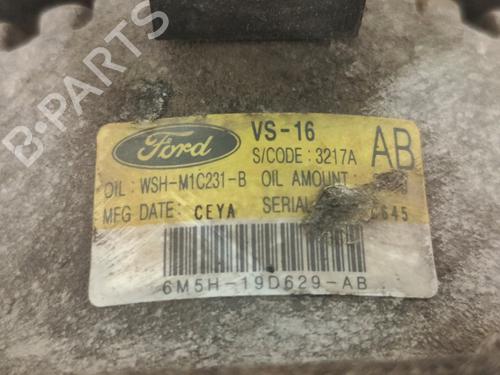 B-PARTS
Ford
VS-16
S/CODE : 3217A
AB
OIL : WSH-M1C231-B OIL AMOUNT :
MFG DATE: CEYA SERIAL
6M5H-19D629-AB